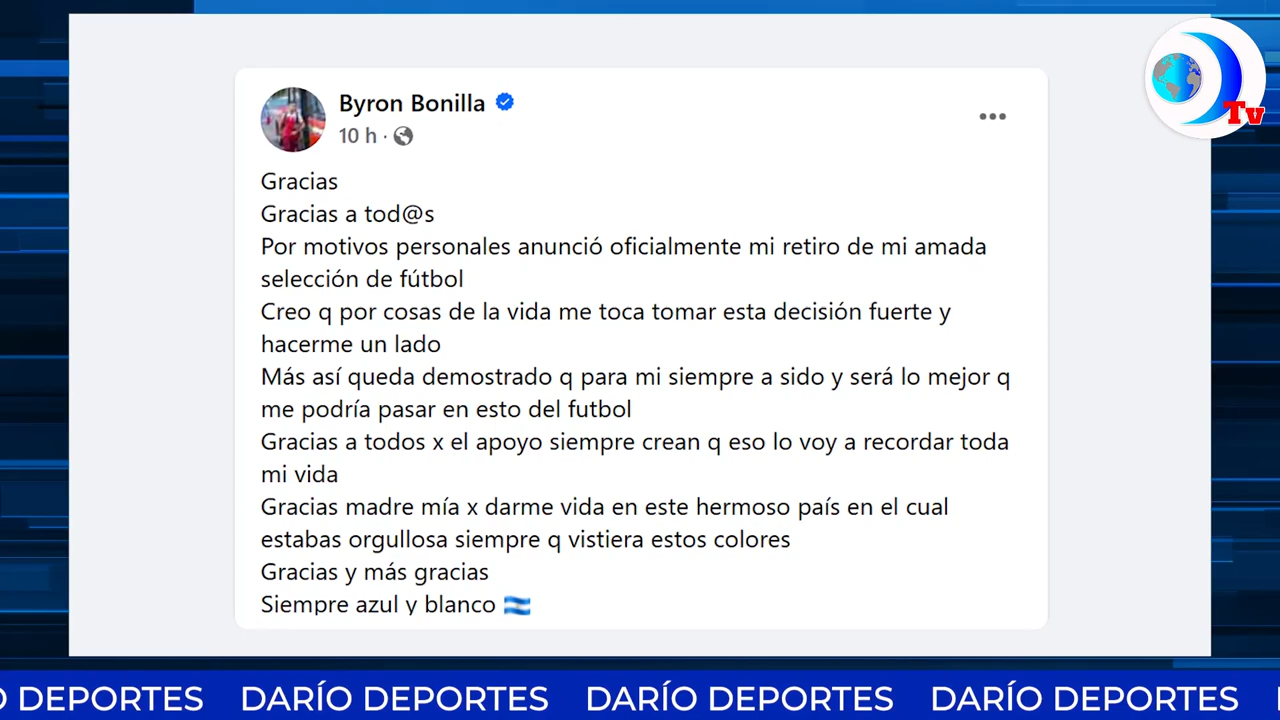 Byron Bonilla
10 h ·
Gracias
Gracias a tod@s
Por motivos personales anunció oficialmente mi retiro de mi amada
selección de fútbol
Creo q por cosas de la vida me toca tomar esta decisión fuerte y
hacerme un lado
Más así queda demostrado q para mi siempre a sido y será lo mejor q
me podría pasar en esto del futbol
Gracias a todos x el apoyo siempre crean q eso lo voy a recordar toda
mi vida
Gracias madre mía x darme vida en este hermoso país en el cual
estabas orgullosa siempre q vistiera estos colores
Gracias y más gracias
Siempre azul y blanco
Tv
O DEPORTES DARÍO DEPORTES DARÍO DEPORTES DARÍO DEPORTES